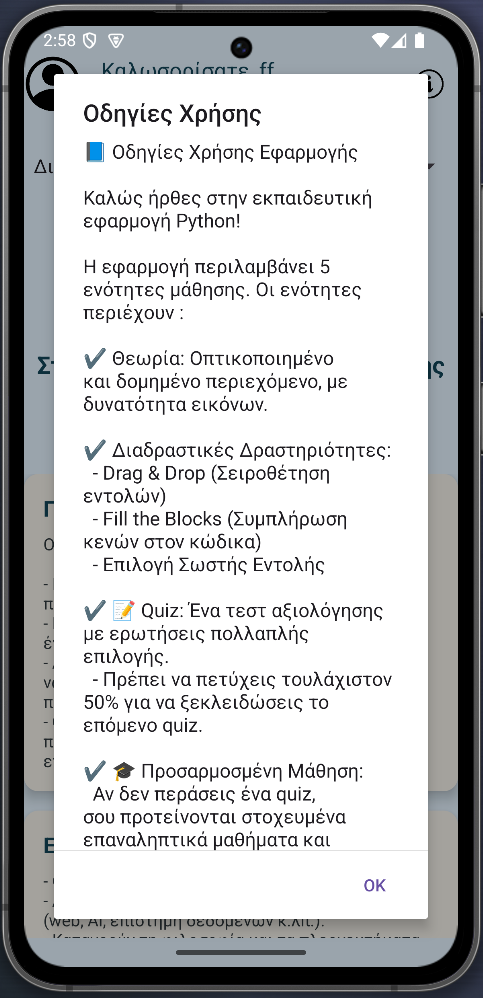 2:58
Καλωσορίσατε, ff
Οδηγίες Χρήσης
📘 Οδηγίες Χρήσης Εφαρμογής
Καλώς ήρθες στην εκπαιδευτική
εφαρμογή Python!
Η εφαρμογή περιλαμβάνει 5
ενότητες μάθησης. Οι ενότητες
περιέχουν :
✔ Θεωρία: Οπτικοποιημένο
και δομημένο περιεχόμενο, με
δυνατότητα εικόνων.
✔ Διαδραστικές Δραστηριότητες:
- Drag & Drop (Σειροθέτηση
εντολών)
- Fill the Blocks (Συμπλήρωση
κενών στον κώδικα)
- Επιλογή Σωστής Εντολής
✔ 📝 Quiz: Ένα τεστ αξιολόγησης
με ερωτήσεις πολλαπλής
επιλογής.
- Πρέπει να πετύχεις τουλάχιστον
50% για να ξεκλειδώσεις το
επόμενο quiz.
✔ 🎓 Προσαρμοσμένη Μάθηση:
Αν δεν περάσεις ένα quiz,
σου προτείνονται στοχευμένα
επαναληπτικά μαθήματα και
OK
(web, AI, επιστήμη δεδομένων κ.λπ.).